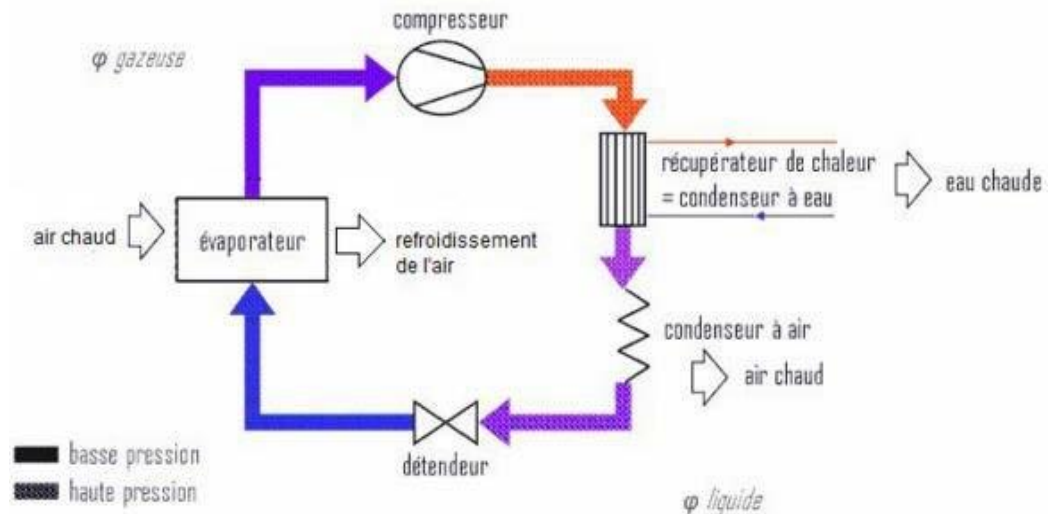 compresseur
φ gazeuse
récupérateur de chaleur
= condenseur à eau
eau chaude
air chaud
évaporateur
refroidissement
de l'air
condenseur à air
air chaud
détendeur
basse pression
haute pression
φ liquide